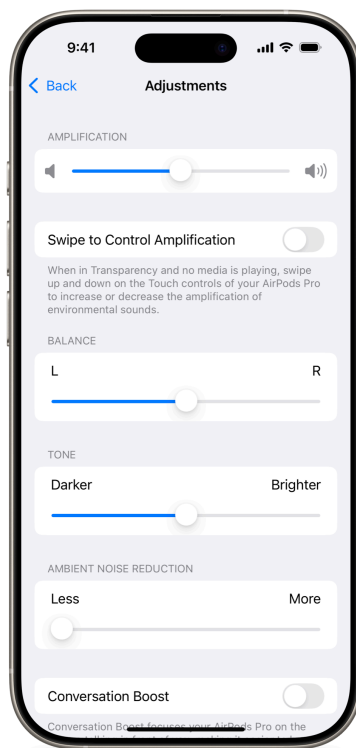 9:41
Back
Adjustments
AMPLIFICATION
Swipe to Control Amplification
When in Transparency and no media is playing, swipe
up and down on the Touch controls of your AirPods Pro
to increase or decrease the amplification of
environmental sounds.
BALANCE
L R
TONE
Darker Brighter
AMBIENT NOISE REDUCTION
Less More
Conversation Boost
Conversation Boost focuses your AirPods Pro on the